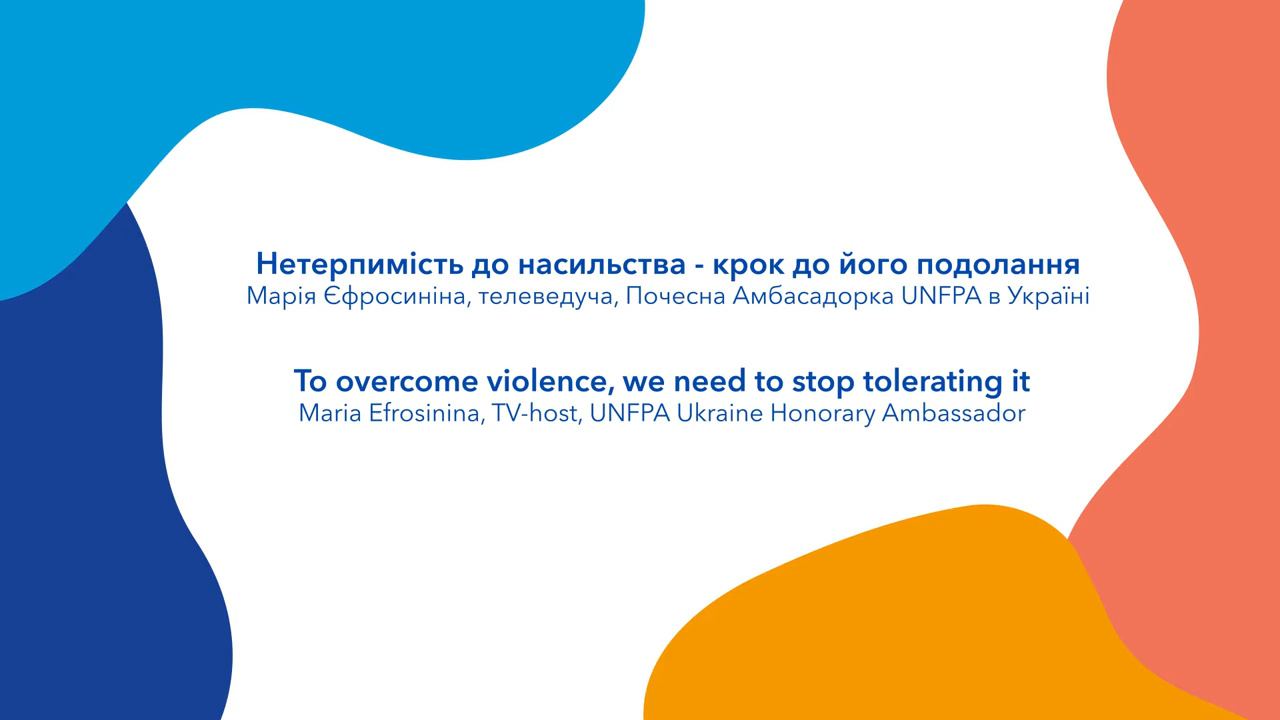 Нетерпимість до насильства - крок до його подолання
Марія Єфросиніна, телеведуча, Почесна Амбасадорка UNFPA в Україні
To overcome violence, we need to stop tolerating it
Maria Efrosinina, TV-host, UNFPA Ukraine Honorary Ambassador